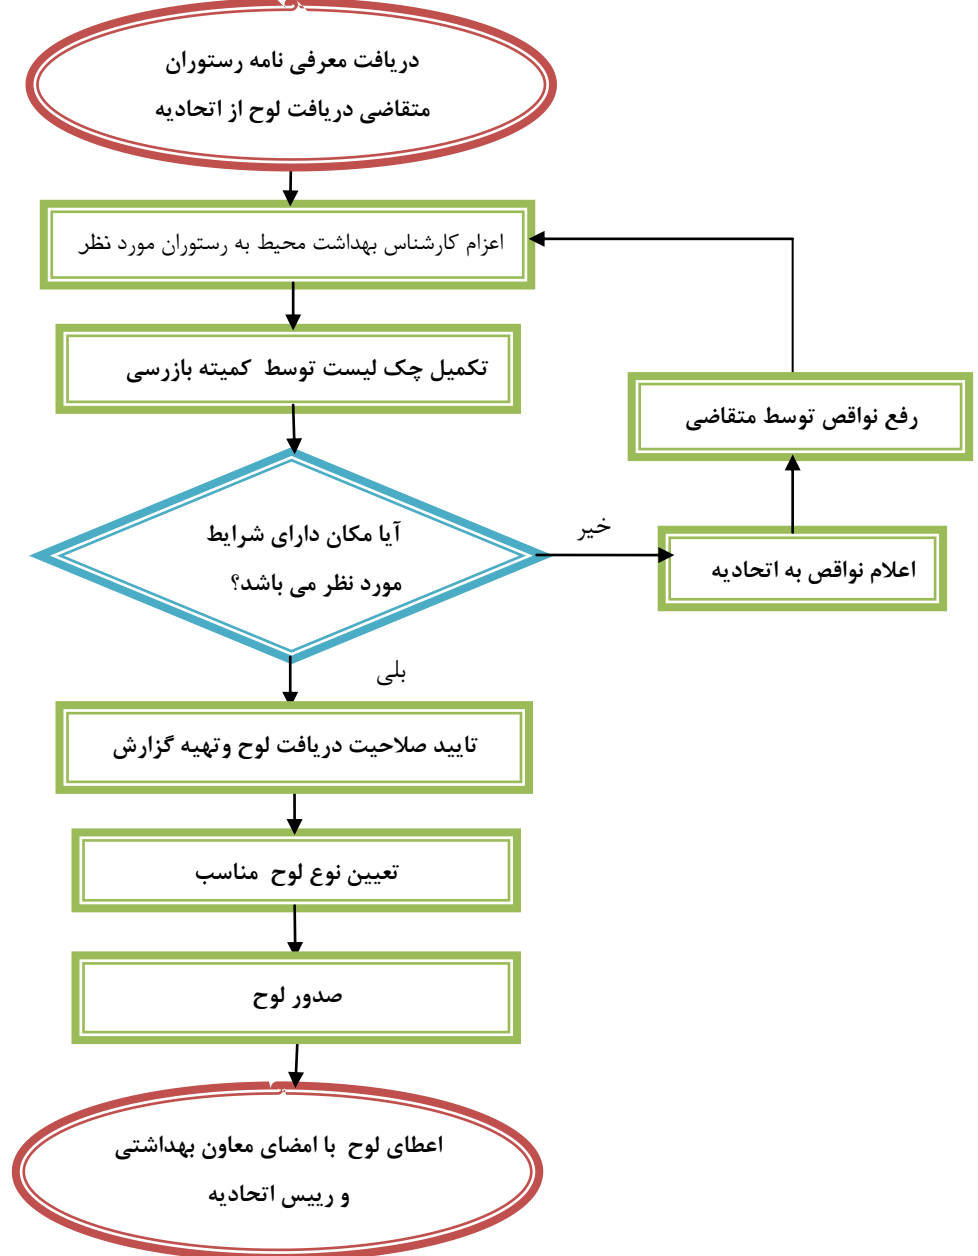 دریافت معرفی نامه رستوران
متقاضی دریافت لوح از اتحادیه
اعزام کارشناس بهداشت محیط به رستوران مورد نظر
تکمیل چک لیست توسط کمیته بازرسی
رفع نواقص توسط متقاضی
آیا مکان دارای شرایط
مورد نظر می باشد؟
خیر
اعلام نواقص به اتحادیه
بلی
تایید صلاحیت دریافت لوح وتهیه گزارش
تعیین نوع لوح مناسب
صدور لوح
اعطای لوح با امضای معاون بهداشتی
و رییس اتحادیه